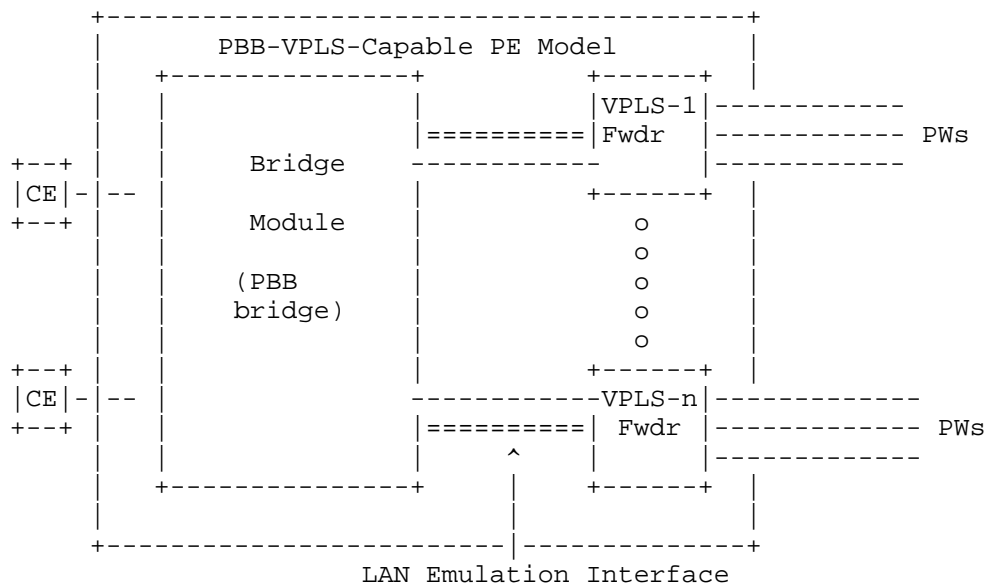 PBB-VPLS-Capable PE Model
VPLS-1
Fwdr
PWs
Bridge
CE
Module
(PBB
bridge)
o
o
o
o
o
CE
VPLS-n
Fwdr
PWs
^
LAN Emulation Interface